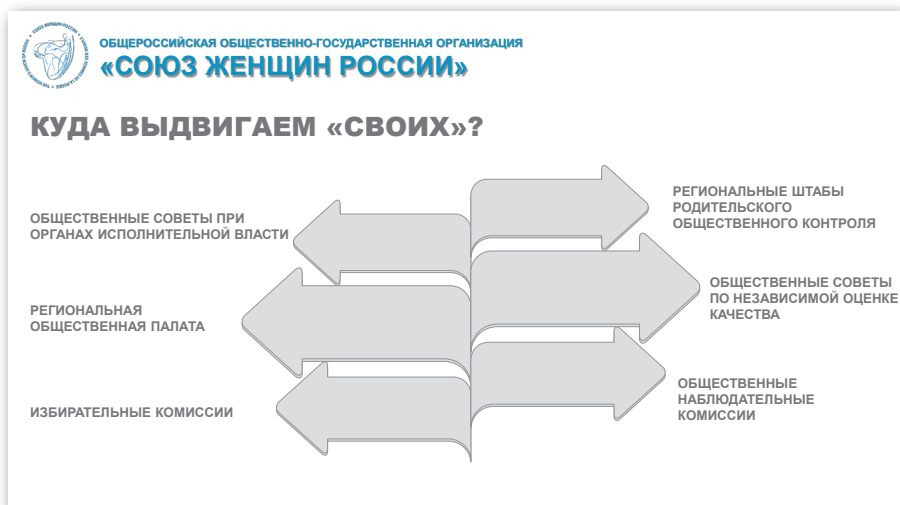 ОБЩЕРОССИЙСКАЯ ОБЩЕСТВЕННО-ГОСУДАРСТВЕННАЯ ОРГАНИЗАЦИЯ
«СОЮЗ ЖЕНЩИН РОССИИ»
КУДА ВЫДВИГАЕМ «СВОИХ»?
ОБЩЕСТВЕННЫЕ СОВЕТЫ ПРИ
ОРГАНАХ ИСПОЛНИТЕЛЬНОЙ ВЛАСТИ
РЕГИОНАЛЬНАЯ
ОБЩЕСТВЕННАЯ ПАЛАТА
ИЗБИРАТЕЛЬНЫЕ КОМИССИИ
РЕГИОНАЛЬНЫЕ ШТАБЫ
РОДИТЕЛЬСКОГО
ОБЩЕСТВЕННОГО КОНТРОЛЯ
ОБЩЕСТВЕННЫЕ СОВЕТЫ
ПО НЕЗАВИСИМОЙ ОЦЕНКЕ
КАЧЕСТВА
ОБЩЕСТВЕННЫЕ
НАБЛЮДАТЕЛЬНЫЕ
КОМИССИИ